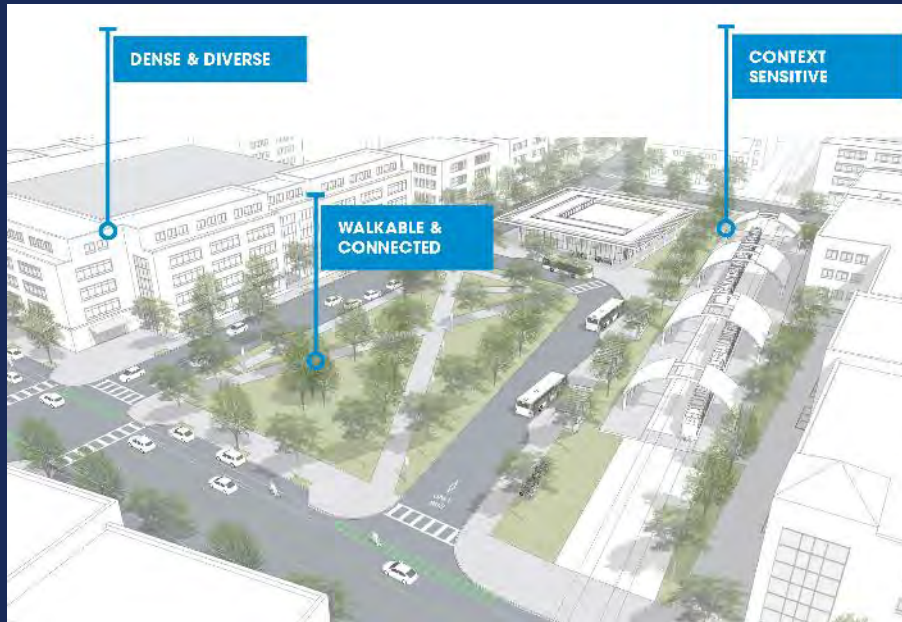 DENSE & DIVERSE
CONTEXT
SENSITIVE
WALKABLE &
CONNECTED